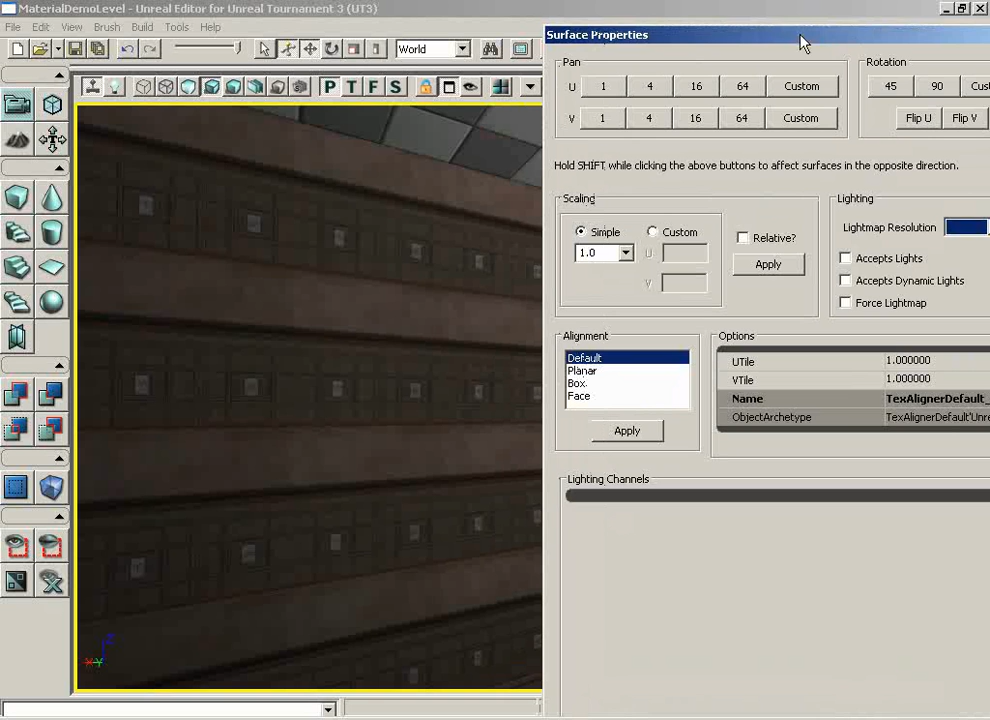 MaterialDemoLevel - Unreal Editor for Unreal Tournament 3 (UT3)
File Edit View Brush Build Tools Help
World
P T F S
Surface Properties
Pan
Rotation
U 1 4 16 64 Custom
45 90
V 1 4 16 64 Custom
Flip U Flip V
Hold SHIFT while clicking the above buttons to affect surfaces in the opposite direction.
Scaling
Lighting
Simple Custom
Relative?
Lightmap Resolution
1.0
U
Apply
Accepts Lights
V
Accepts Dynamic Lights
Force Lightmap
Alignment
Options
Default
Planar
Box
Face
Apply
UTile 1.000000
VTile 1.000000
Name TexAlignerDefault_
ObjectArchetype TexAlignerDefault'Unre
Lighting Channels
Z
X Y